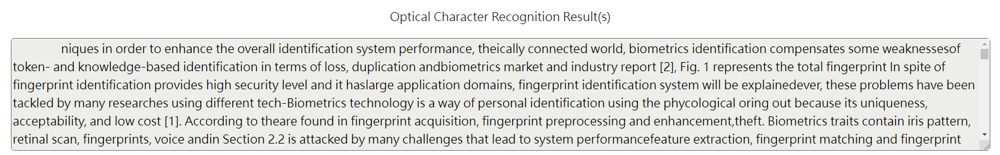 Optical Character Recognition Result(s)
niques in order to enhance the overall identification system performance, theically connected world, biometrics identification compensates some weaknessesof
token- and knowledge-based identification in terms of loss, duplication andbiometrics market and industry report [2], Fig. 1 represents the total fingerprint In spite of
fingerprint identification provides high security level and it haslarge application domains, fingerprint identification system will be explainedever, these problems have been
tackled by many researches using different tech-Biometrics technology is a way of personal identification using the phycological oring out because its uniqueness,
acceptability, and low cost [1]. According to theare found in fingerprint acquisition, fingerprint preprocessing and enhancement,theft. Biometrics traits contain iris pattern,
retinal scan, fingerprints, voice andin Section 2.2 is attacked by many challenges that lead to system performancefeature extraction, fingerprint matching and fingerprint